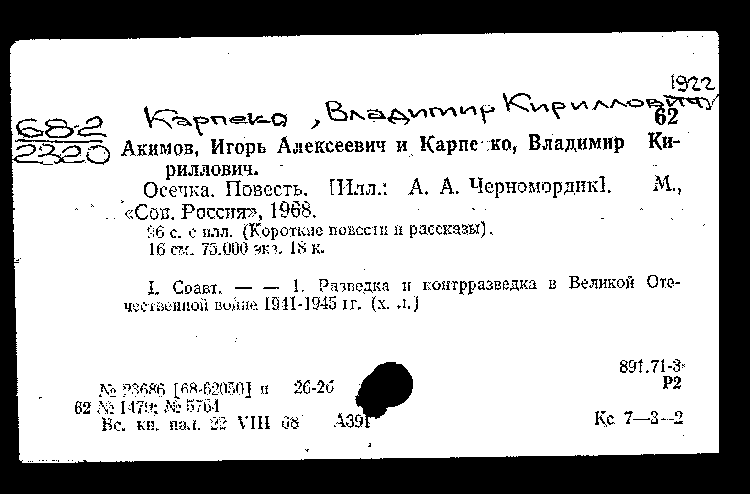 1922
Карпеко, Владимир Кириллович
62
68-2
2320
Акимов, Игорь Алексеевич и Карпеко, Владимир Ки-
риллович.
Осечка. Повесть. [Илл.: А. А. Черномордик]. М.,
«Сов. Россия», 1968.
96 с. с илл. (Короткие повести и рассказы).
16 см. 75.000 экз. 18 к.
I. Соавт. — — 1. Разведка и контрразведка в Великой Оте-
чественной войне 1941-1945 гг. (х. л.)
891.71-3
Р2
№ 23686 [68-62050] п 26-26
62 № 1479; № 5764
Вс. кн. пал. 22 VIII 68 А391
Кс 7—3—2